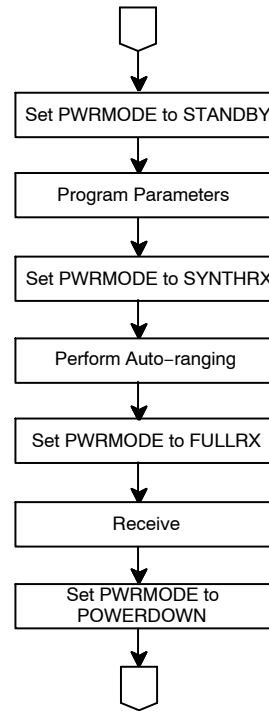 Set PWRMODE to STANDBY
Program Parameters
Set PWRMODE to SYNTHRX
Perform Auto−ranging
Set PWRMODE to FULLRX
Receive
Set PWRMODE to
POWERDOWN